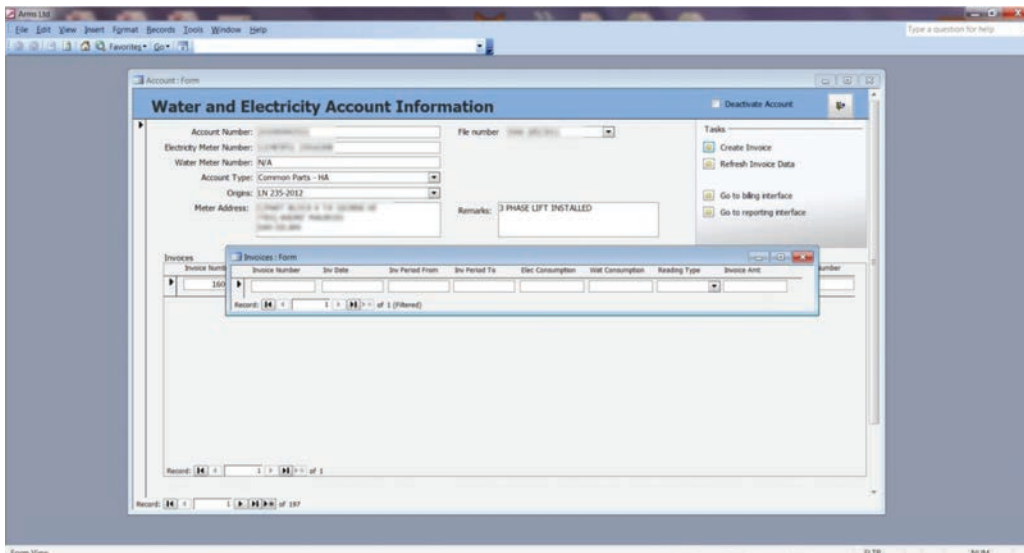 Arms Ltd
File Edit View Insert Format Records Tools Window Help
Type a question for help
Favorites Go
Account : Form
Water and Electricity Account Information
Deactivate Account
Account Number:
File number
Tasks
Electricity Meter Number:
Create Invoice
Water Meter Number: N/A
Refresh Invoice Data
Account Type: Common Parts - HA
Origins: LN 235-2012
Go to billing interface
Meter Address:
Remarks: 3 PHASE LIFT INSTALLED
Go to reporting interface
Invoices
Invoices : Form
Invoice Number Inv Date Inv Period From Inv Period To Elec Consumption Wat Consumption Reading Type Invoice Amt
160
Record: 1 of 1 (Filtered)
Record: 1 of 1
Record: 1 of 197
Form View
FLTR NUM